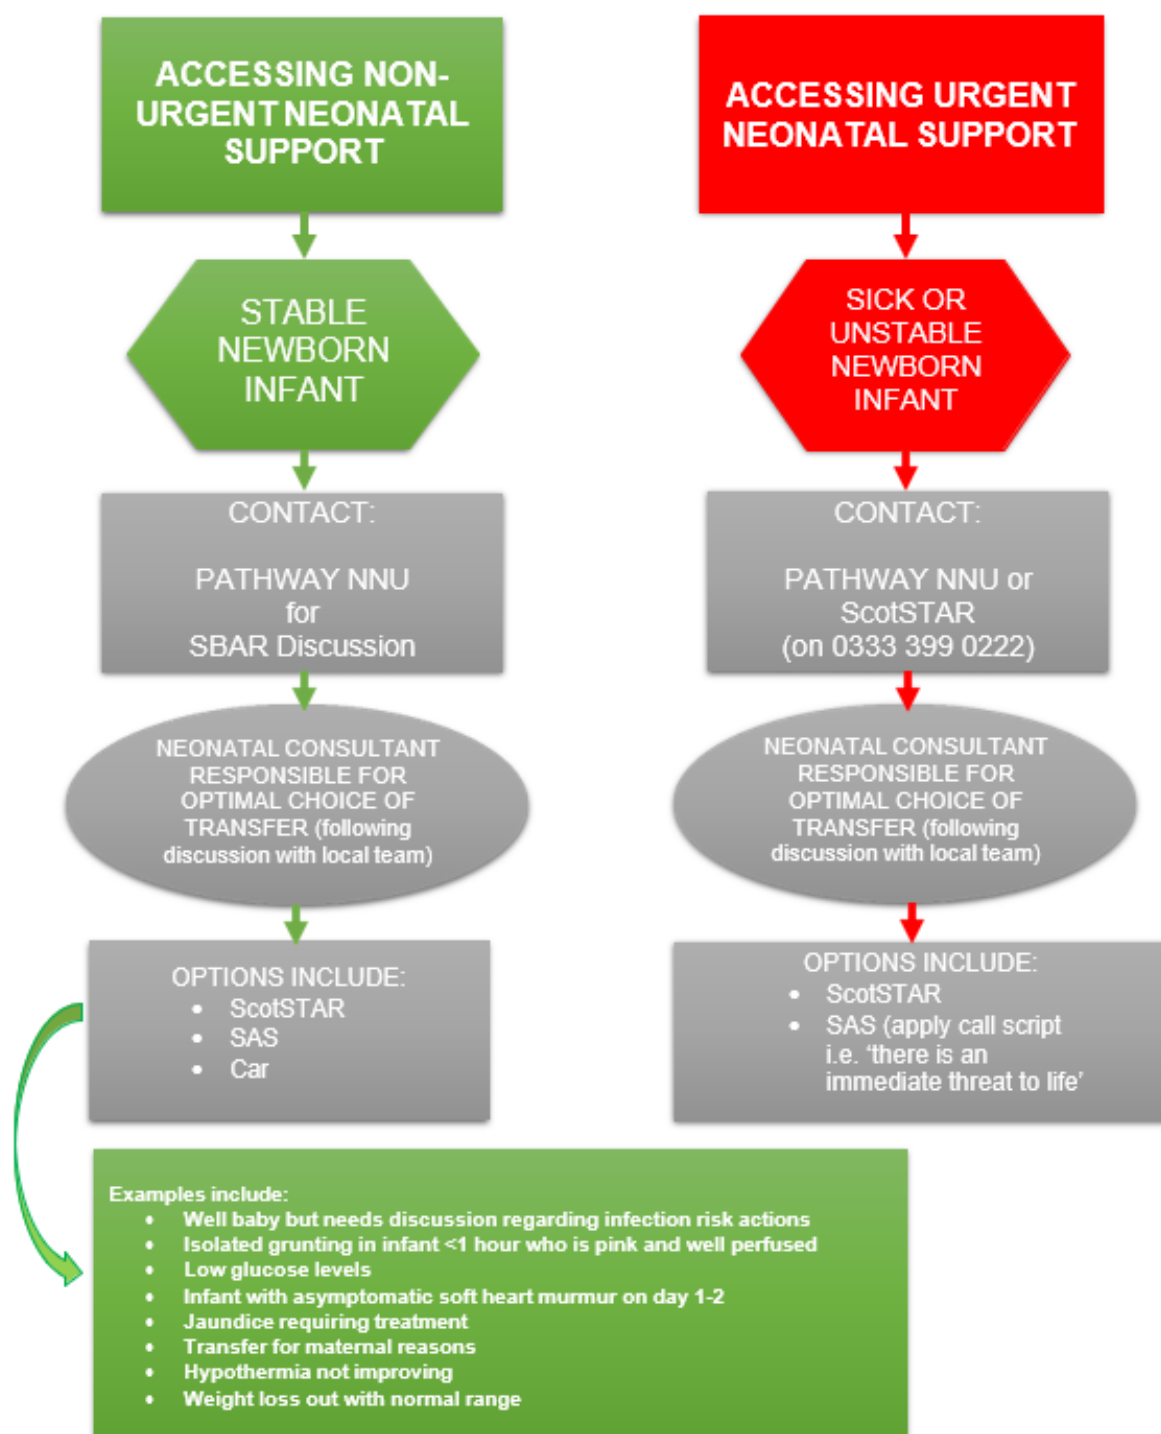 ACCESSING NON-
URGENT NEONATAL
SUPPORT
STABLE
NEWBORN
INFANT
CONTACT:
PATHWAY NNU
for
SBAR Discussion
NEONATAL CONSULTANT
RESPONSIBLE FOR
OPTIMAL CHOICE OF
TRANSFER (following
discussion with local team)
OPTIONS INCLUDE:
• ScotSTAR
• SAS
• Car
Examples include:
• Well baby but needs discussion regarding infection risk actions
• Isolated grunting in infant <1 hour who is pink and well perfused
• Low glucose levels
• Infant with asymptomatic soft heart murmur on day 1-2
• Jaundice requiring treatment
• Transfer for maternal reasons
• Hypothermia not improving
• Weight loss out with normal range
ACCESSING URGENT
NEONATAL SUPPORT
SICK OR
UNSTABLE
NEWBORN
INFANT
CONTACT:
PATHWAY NNU or
ScotSTAR
(on 0333 399 0222)
NEONATAL CONSULTANT
RESPONSIBLE FOR
OPTIMAL CHOICE OF
TRANSFER (following
discussion with local team)
OPTIONS INCLUDE:
• ScotSTAR
• SAS (apply call script
i.e. ‘there is an
immediate threat to life’